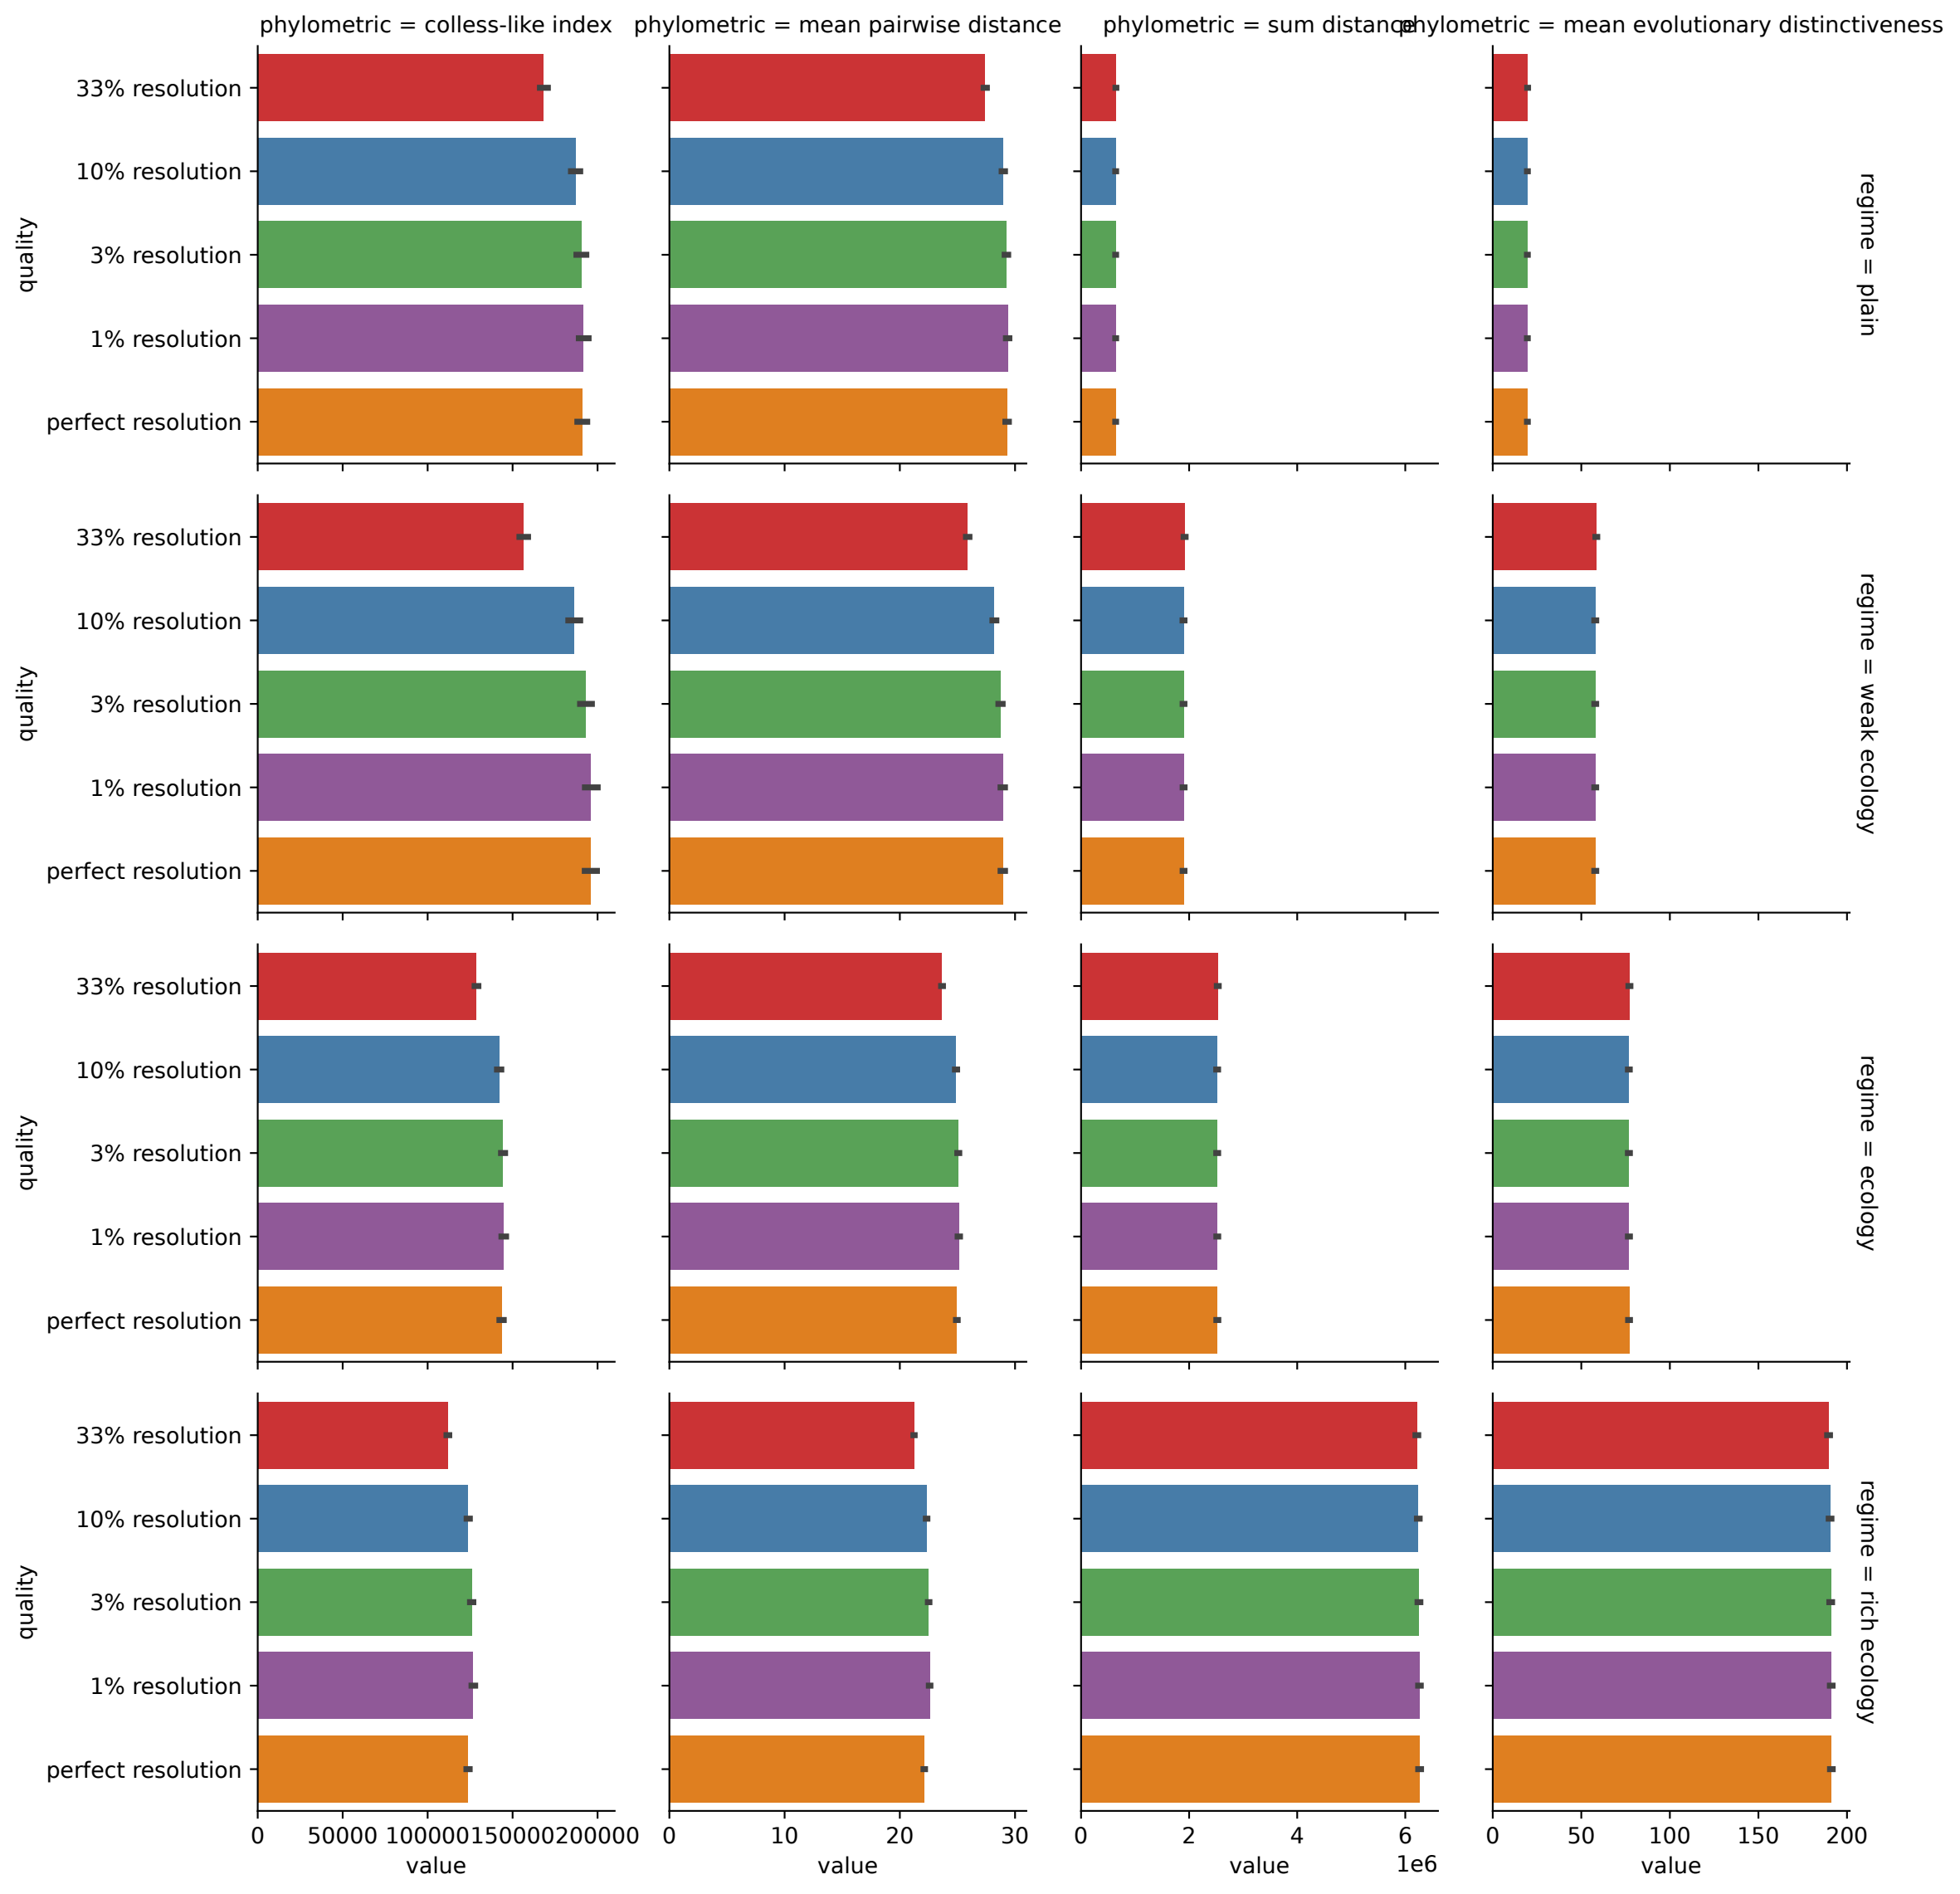 phylometric = colless-like index
phylometric = mean pairwise distance
phylometric = sum distance
phylometric = mean evolutionary distinctiveness
quality
33% resolution
10% resolution
3% resolution
1% resolution
perfect resolution
regime = plain
quality
33% resolution
10% resolution
3% resolution
1% resolution
perfect resolution
regime = weak ecology
quality
33% resolution
10% resolution
3% resolution
1% resolution
perfect resolution
regime = ecology
quality
33% resolution
10% resolution
3% resolution
1% resolution
perfect resolution
regime = rich ecology
0 50000 100000 150000 200000
value
0 10 20 30
value
0 2 4 6
1e6
value
0 50 100 150 200
value